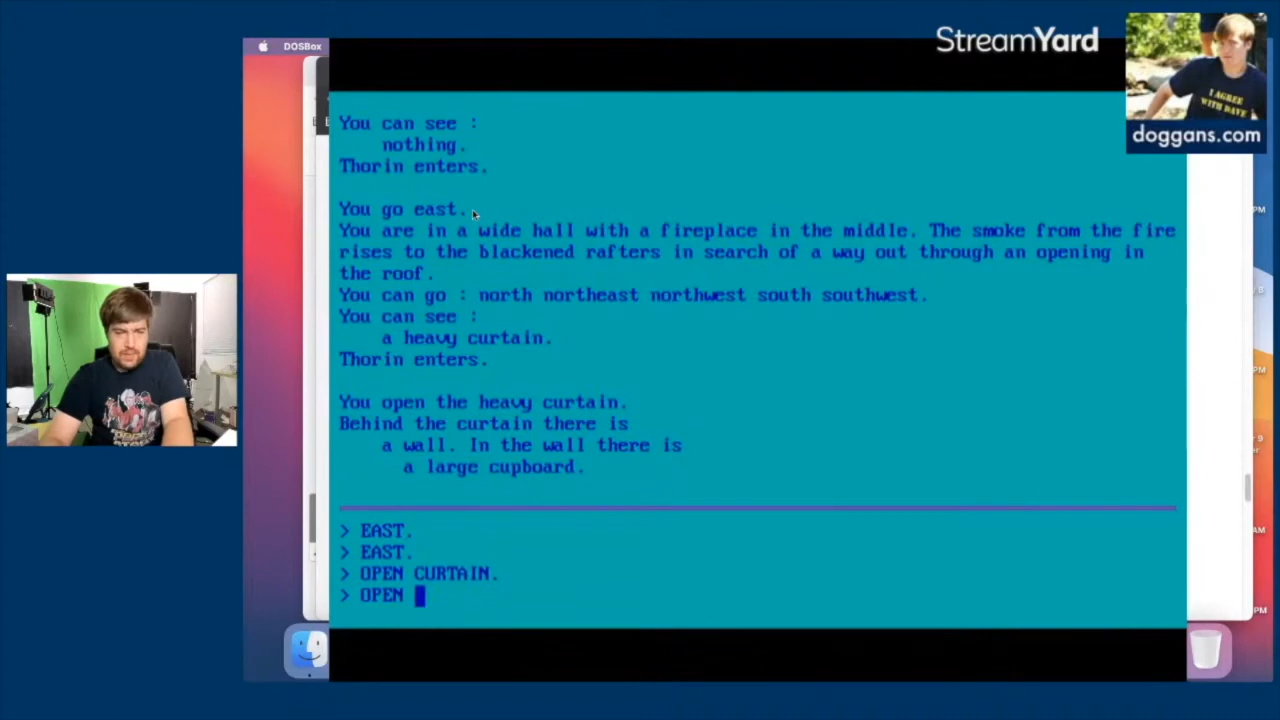 StreamYard
I AGREE
WITH DAVE
doggans.com
DOSBox
You can see :
nothing.
Thorin enters.
You go east.
You are in a wide hall with a fireplace in the middle. The smoke from the fire
rises to the blackened rafters in search of a way out through an opening in
the roof.
You can go : north northeast northwest south southwest.
You can see :
a heavy curtain.
Thorin enters.
You open the heavy curtain.
Behind the curtain there is
a wall. In the wall there is
a large cupboard.
> EAST.
> EAST.
> OPEN CURTAIN.
> OPEN
PM
PM
AM
PM